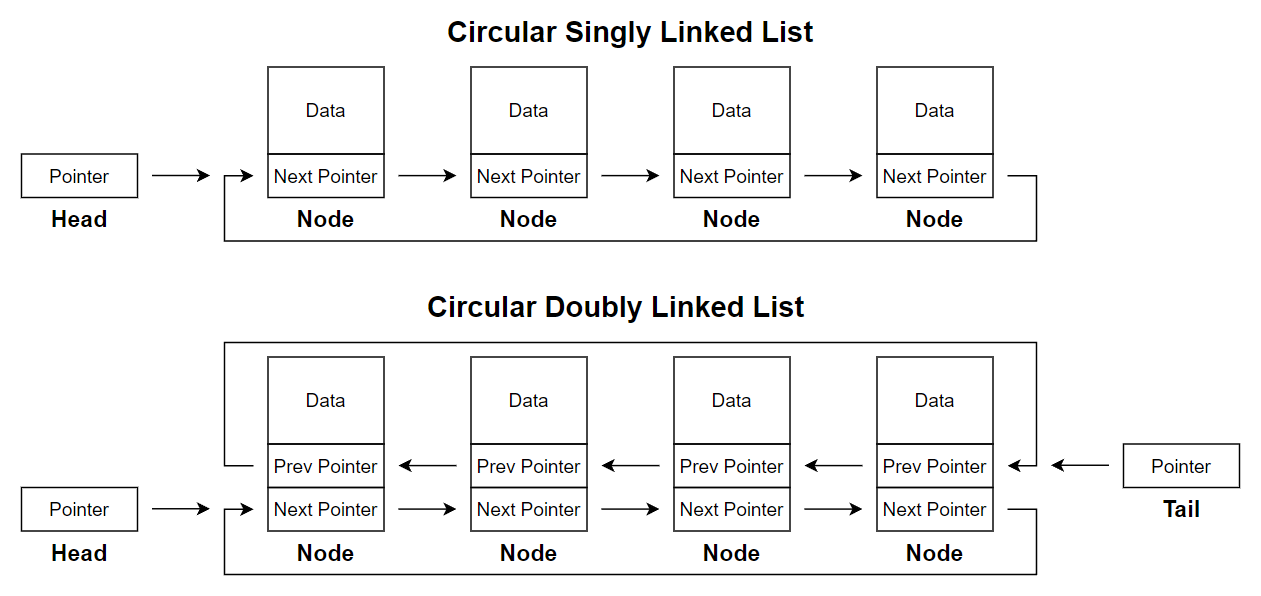 Circular Singly Linked List
Data Data Data Data
Pointer Next Pointer Next Pointer Next Pointer Next Pointer
Head Node Node Node Node
Circular Doubly Linked List
Data Data Data Data
Prev Pointer Prev Pointer Prev Pointer Prev Pointer Pointer
Pointer Next Pointer Next Pointer Next Pointer Next Pointer Tail
Head Node Node Node Node